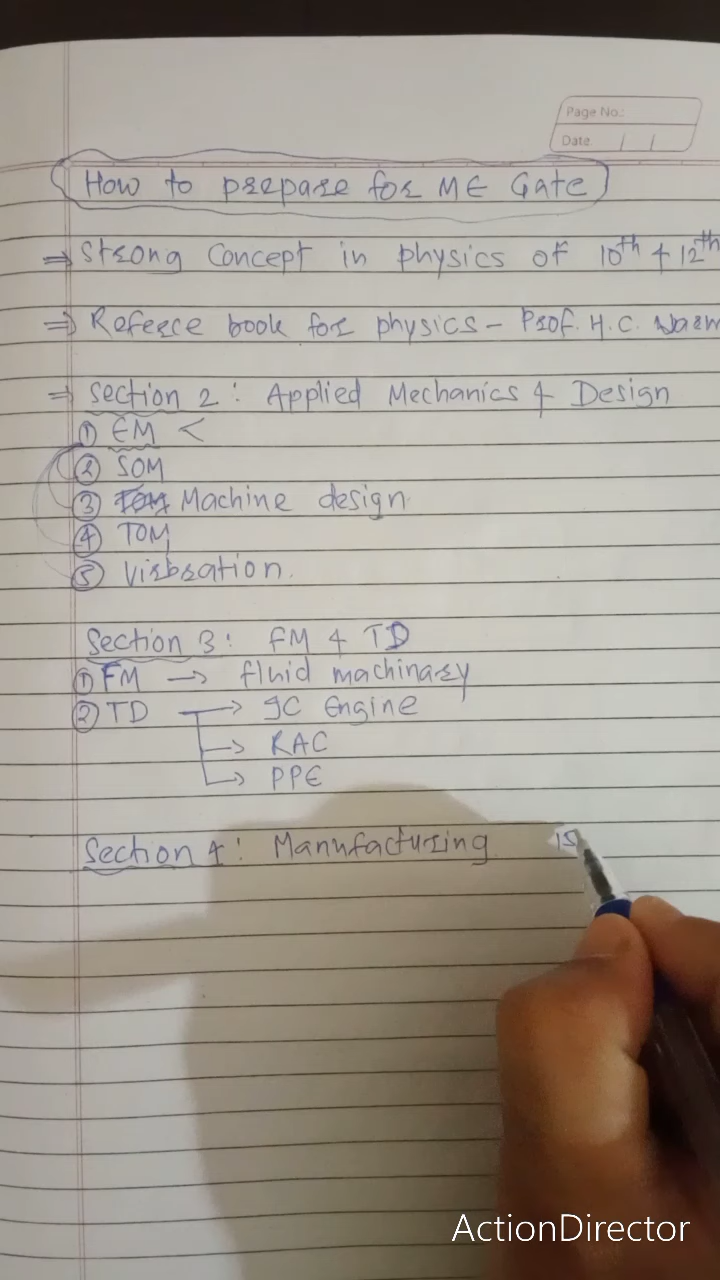 Page No.:
Date / /
How to prepare for ME Gate
⇒ Strong Concept in physics of 10th & 12th
⇒ Referce book for physics - Prof. H.C.
⇒ Section 2: Applied Mechanics & Design
① EM <
② SOM
③ Machine design
④ TOM
⑤ Visbration.
Section 3: FM & TD
① FM → fluid machinary
② TD → IC Engine
→ RAC
→ PPE
Section 4: Manufacturing 15
ActionDirector